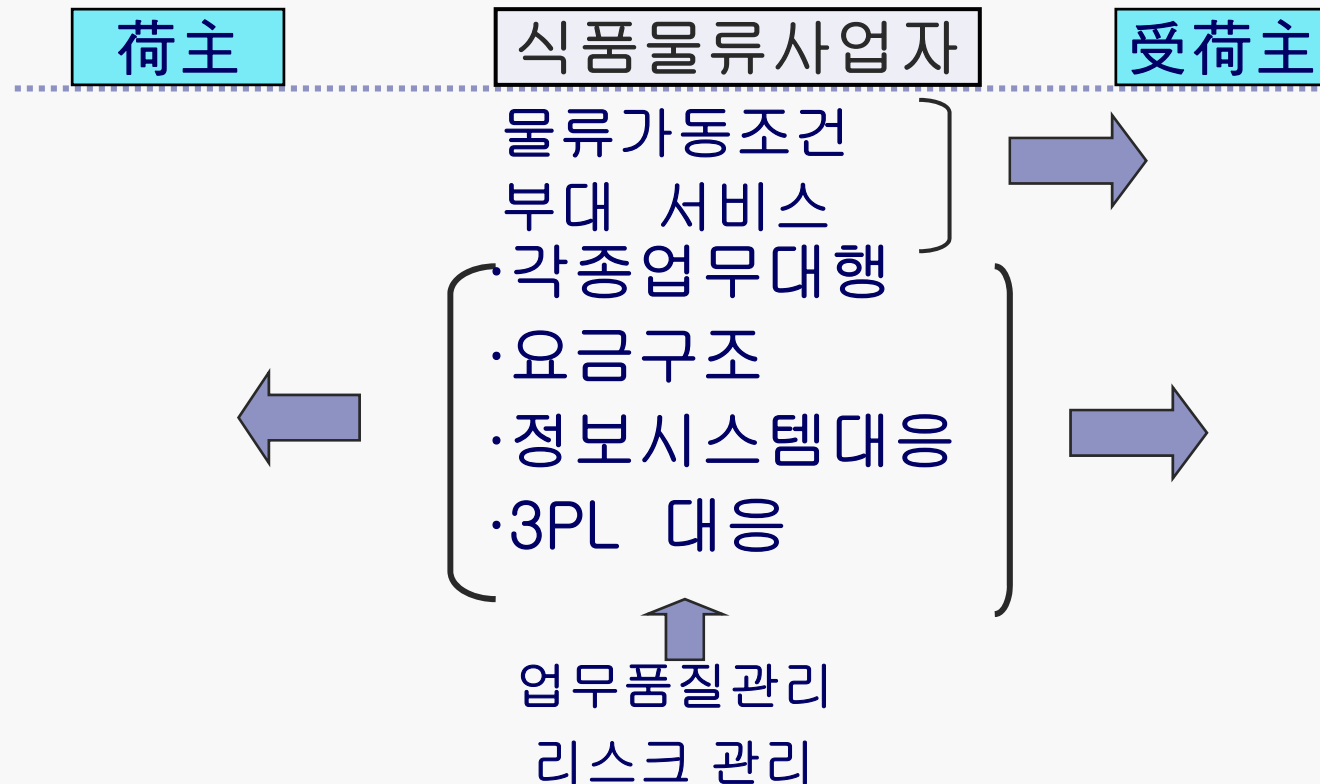 荷主
식품물류사업자
受荷主
물류가동조건
부대 서비스
·각종업무대행
·요금구조
·정보시스템대응
·3PL 대응
업무품질관리
리스크 관리